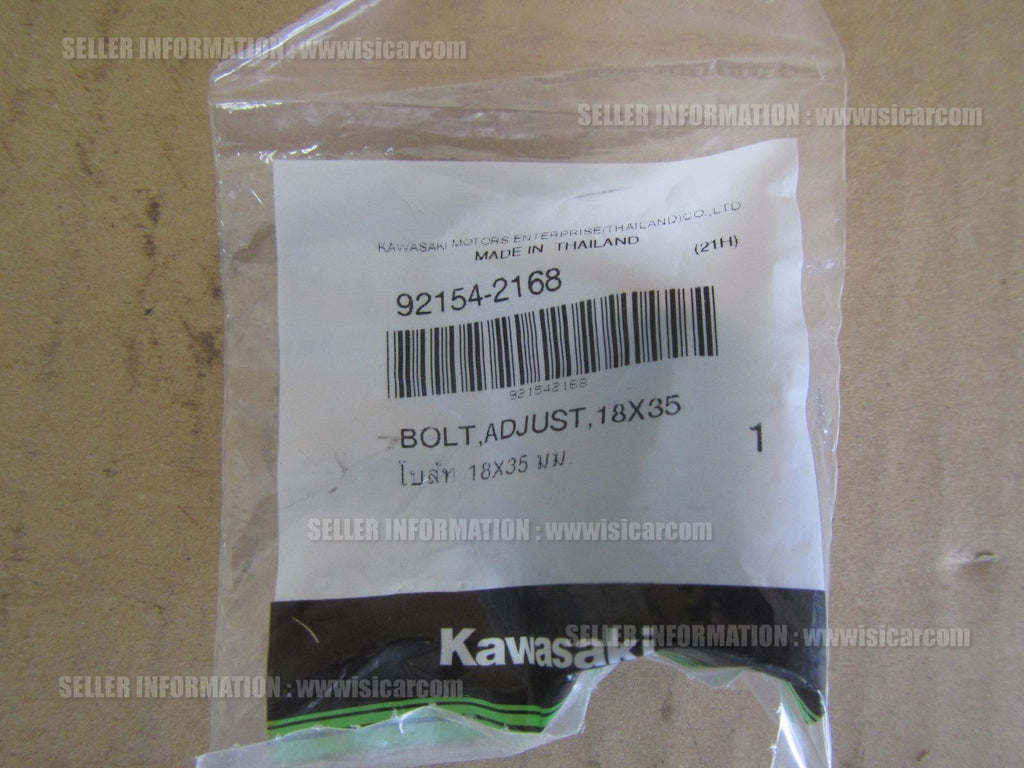 SELLER INFORMATION : wwwisicarcom
SELLER INFORMATION : wwwisicarcom
KAWASAKI MOTORS ENTERPRISE(THAILAND)CO.,LTD
MADE IN THAILAND (21H)
92154-2168
921542168
BOLT,ADJUST,18X35
1
โบล์ท 18X35 มม.
SELLER INFORMATION : wwwisicarcom
Kawasaki
SELLER INFORMATION : wwwisicarcom
SELLER INFORMATION : wwwisicarcom